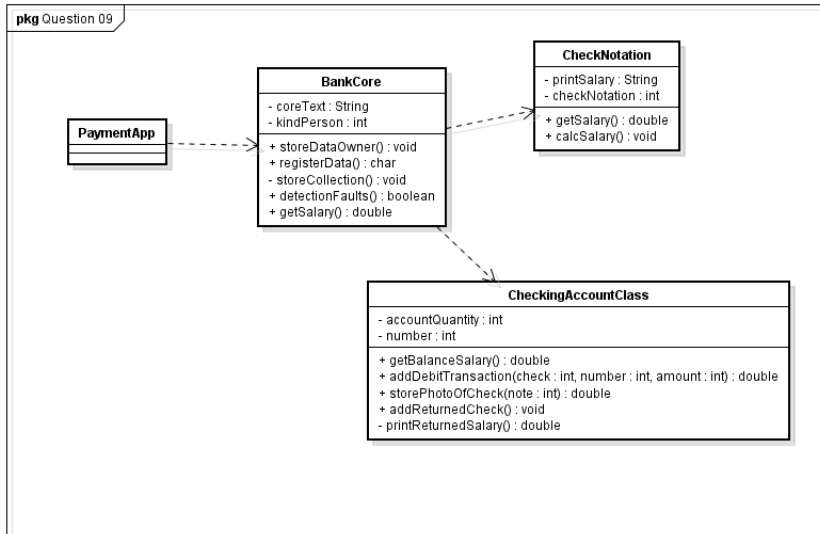 pkg Question 09
CheckNotation
- printSalary : String
- checkNotation : int
+ getSalary() : double
+ calcSalary() : void
BankCore
- coreText : String
- kindPerson : int
+ storeDataOwner() : void
+ registerData() : char
- storeCollection() : void
+ detectionFaults() : boolean
+ getSalary() : double
PaymentApp
CheckingAccountClass
- accountQuantity : int
- number : int
+ getBalanceSalary() : double
+ addDebitTransaction(check : int, number : int, amount : int) : double
+ storePhotoOfCheck(note : int) : double
+ addReturnedCheck() : void
- printReturnedSalary() : double